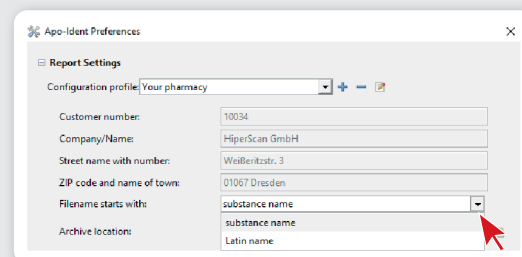 Apo-Ident Preferences
Report Settings
Configuration profile: Your pharmacy
Customer number: 10034
Company/Name: HiperScan GmbH
Street name with number: Weißeritzstr. 3
ZIP code and name of town: 01067 Dresden
Filename starts with: substance name
substance name
Archive location:
Latin name